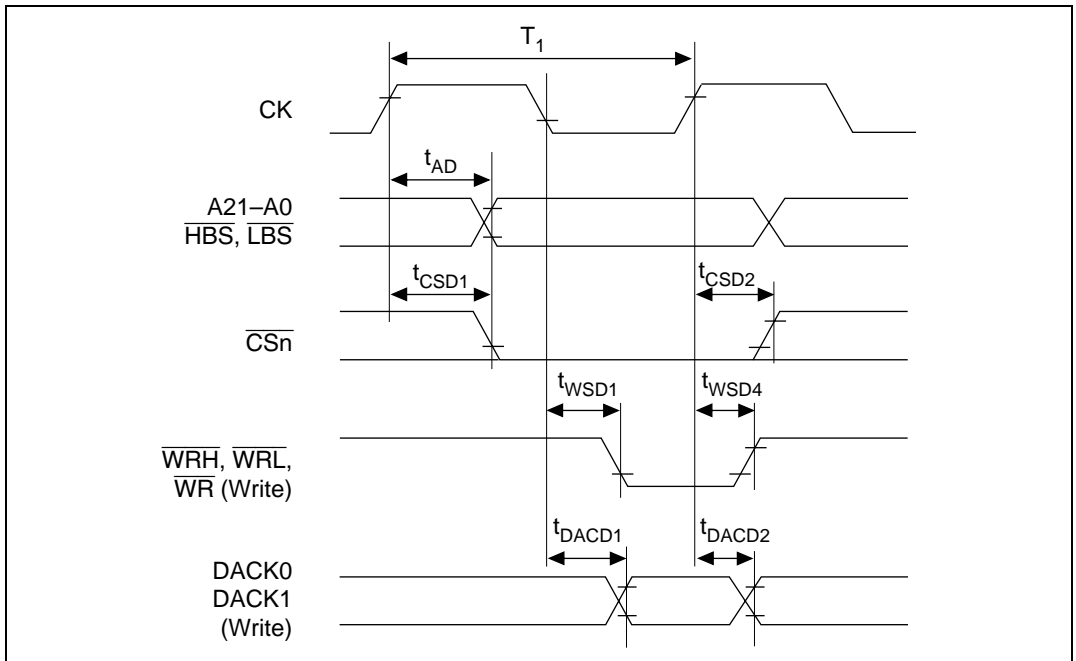 T1
CK
tAD
A21–A0
HBS, LBS
tCSD1 tCSD2
CSn
tWSD1 tWSD4
WRH, WRL,
WR (Write)
tDACD1 tDACD2
DACK0
DACK1
(Write)